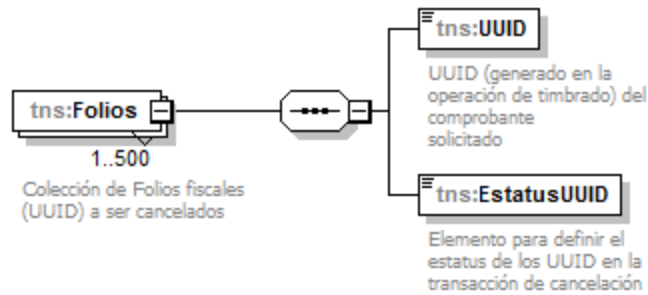 tns:UUID
UUID (generado en la
operación de timbrado) del
comprobante
solicitado
tns:Folios
1..500
Colección de Folios fiscales
(UUID) a ser cancelados
tns:EstatusUUID
Elemento para definir el
estatus de los UUID en la
transacción de cancelación